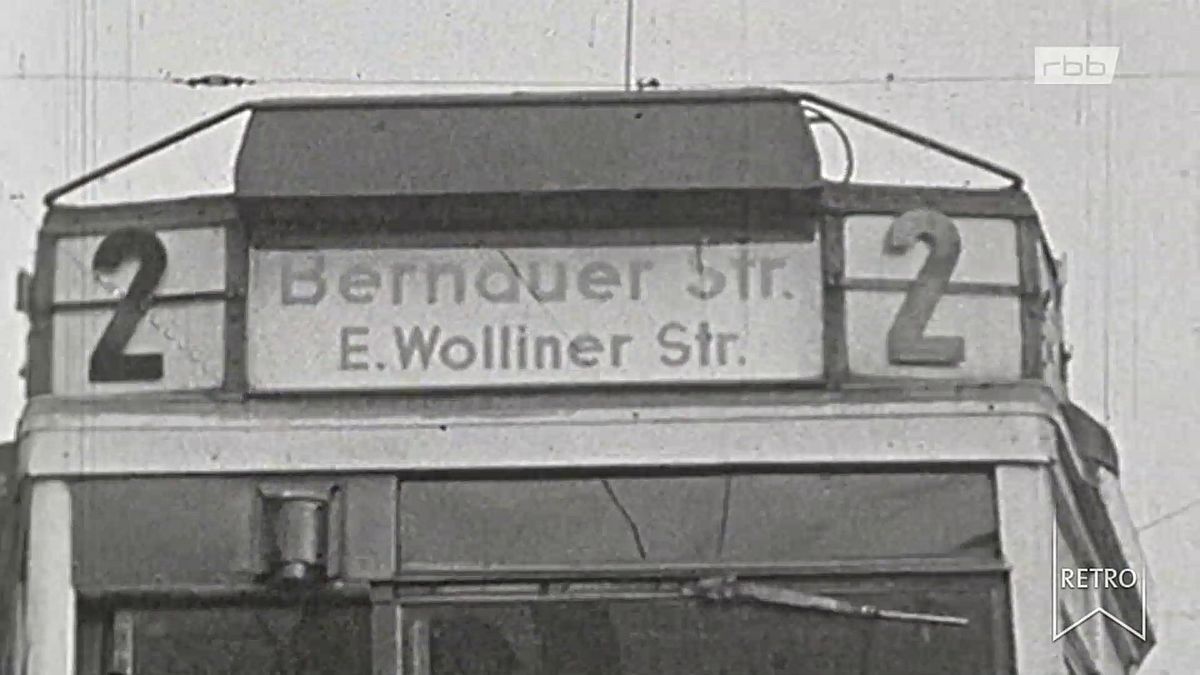 rbb
2 Bernauer Str. 2
E. Wolliner Str.
RETRO